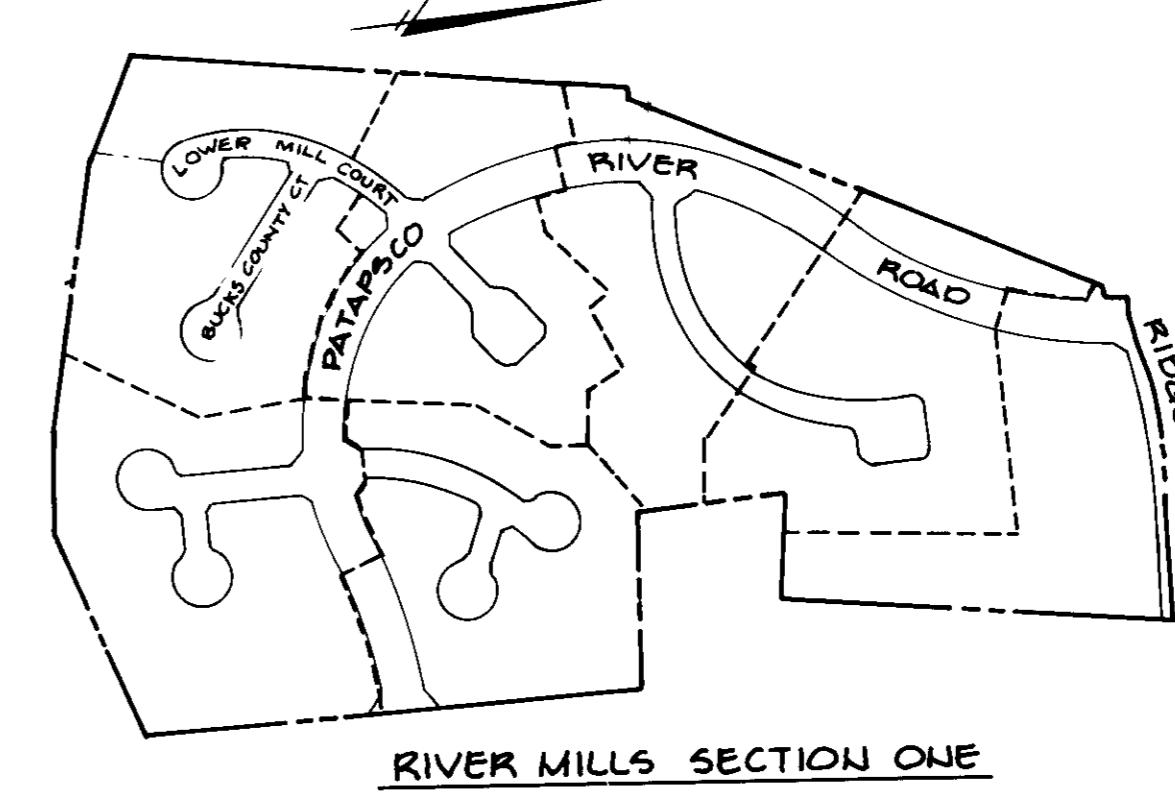 LOWER MILL COURT
BUCKS COUNTY CT
PATAPSCO
RIVER
ROAD
RIVER MILLS SECTION ONE